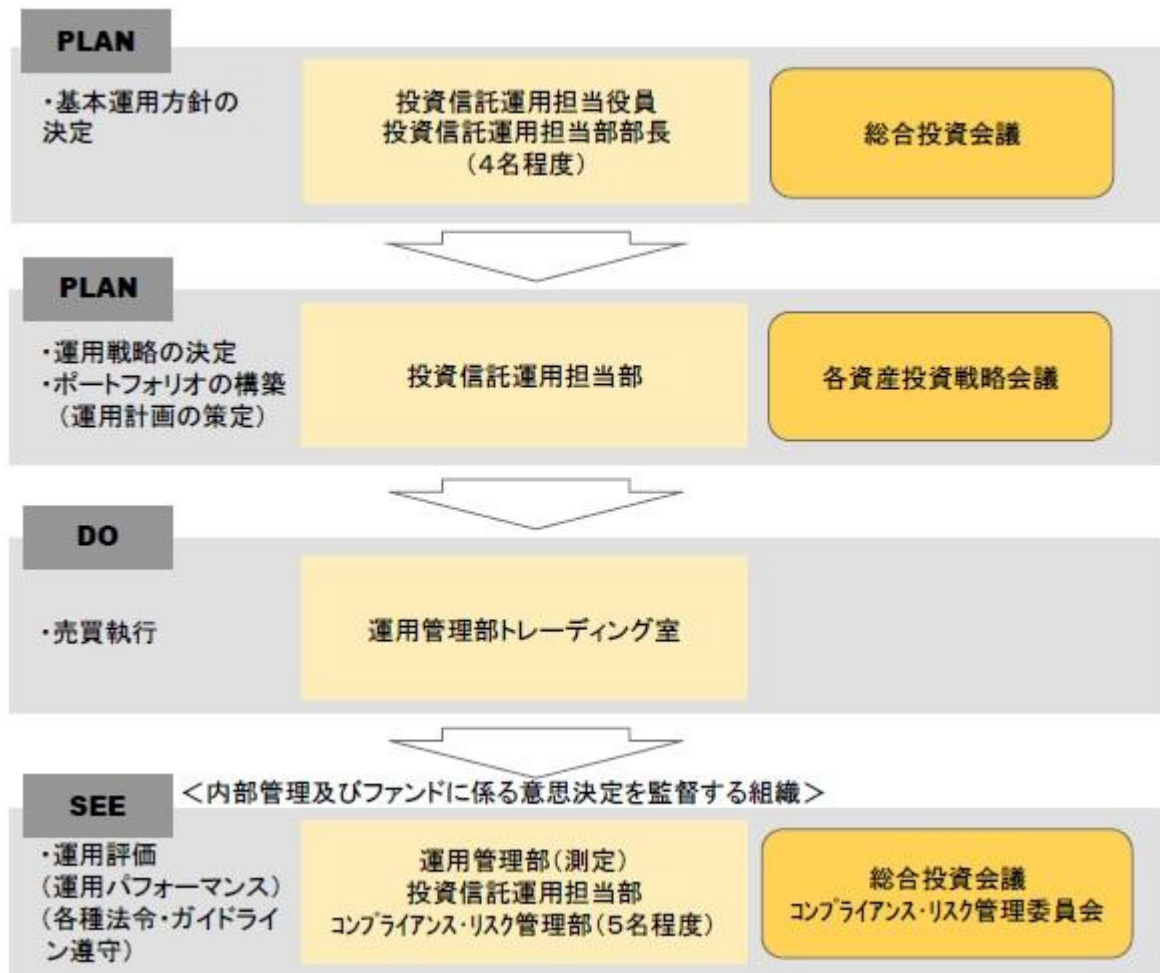 PLAN
・基本運用方針の
決定
投資信託運用担当役員
投資信託運用担当部部長
(4名程度)
総合投資会議
PLAN
・運用戦略の決定
・ポートフォリオの構築
(運用計画の策定)
投資信託運用担当部
各資産投資戦略会議
DO
・売買執行
運用管理部トレーディング室
SEE
＜内部管理及びファンドに係る意思決定を監督する組織＞
・運用評価
(運用パフォーマンス)
(各種法令・ガイドライ
ン遵守)
運用管理部(測定)
投資信託運用担当部
ｺﾝﾌﾟﾗｲｱﾝｽ・ﾘｽｸ管理部(5名程度)
総合投資会議
ｺﾝﾌﾟﾗｲｱﾝｽ・ﾘｽｸ管理委員会